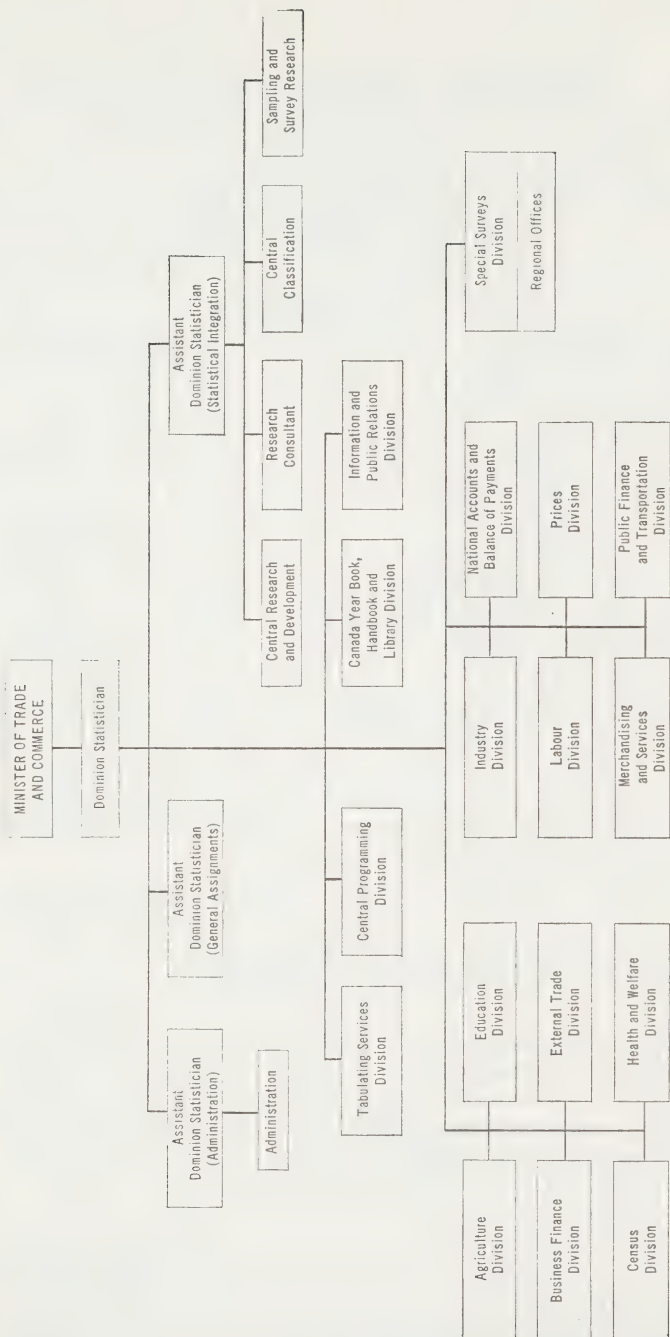 MINISTER OF TRADE
AND COMMERCE
Dominion Statistician
Assistant
Dominion Statistician
(Administration)
Assistant
Dominion Statistician
(General Assignments)
Assistant
Dominion Statistician
(Statistical Integration)
Administration
Central Research
and Development
Research
Consultant
Central
Classification
Sampling and
Survey Research
Tabulating Services
Division
Central Programming
Division
Canada Year Book,
Handbook and
Library Division
Information and
Public Relations
Division
Agriculture
Division
Education
Division
Industry
Division
National Accounts and
Balance of Payments
Division
Special Surveys
Division
Regional Offices
Business Finance
Division
External Trade
Division
Labour
Division
Prices
Division
Census
Division
Health and Welfare
Division
Merchandising
and Services
Division
Public Finance
and Transportation
Division